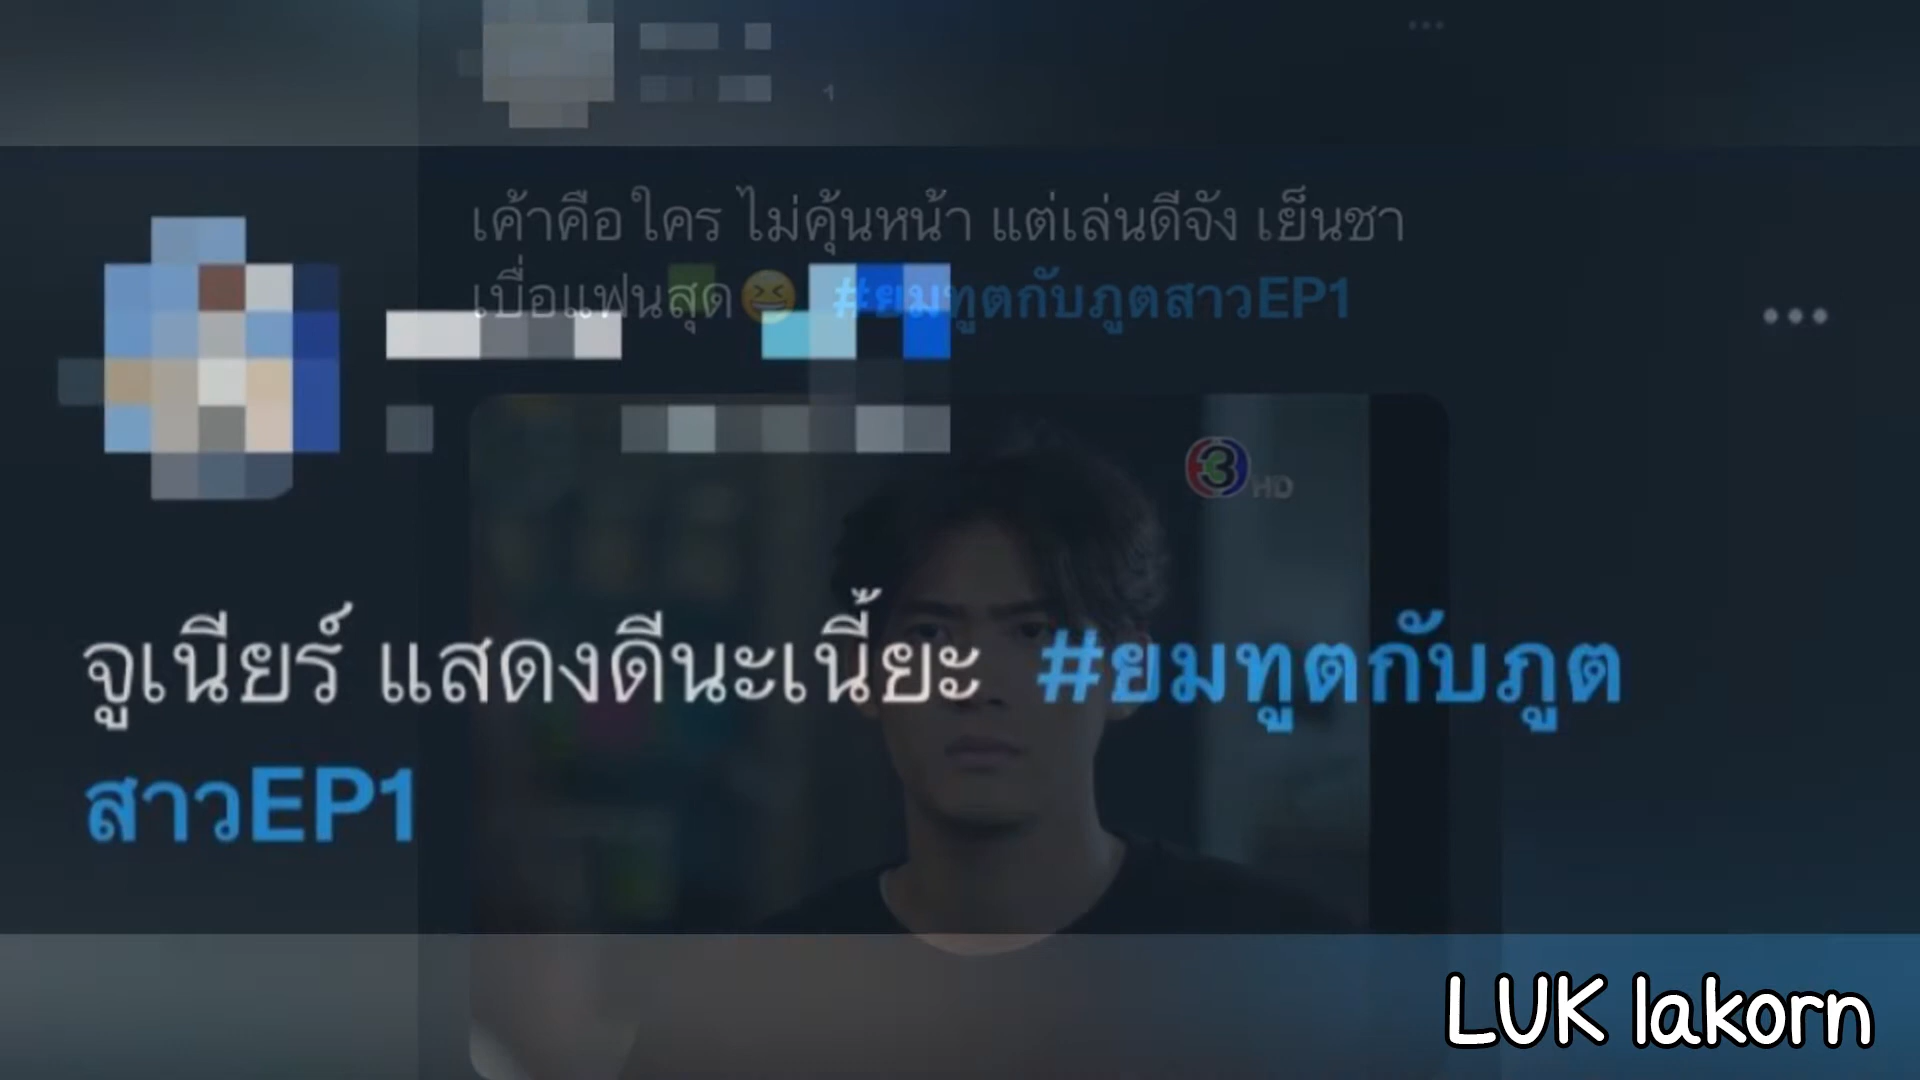 1
เค้าคือใคร ไม่คุ้นหน้า แต่เล่นดีจัง เย็นชา
เบื่อแฟนสุด😆 #ยมทูตกับภูตสาวEP1
3 HD
จูเนียร์ แสดงดีนะเนี้ยะ #ยมทูตกับภูต
สาวEP1
LUK lakorn